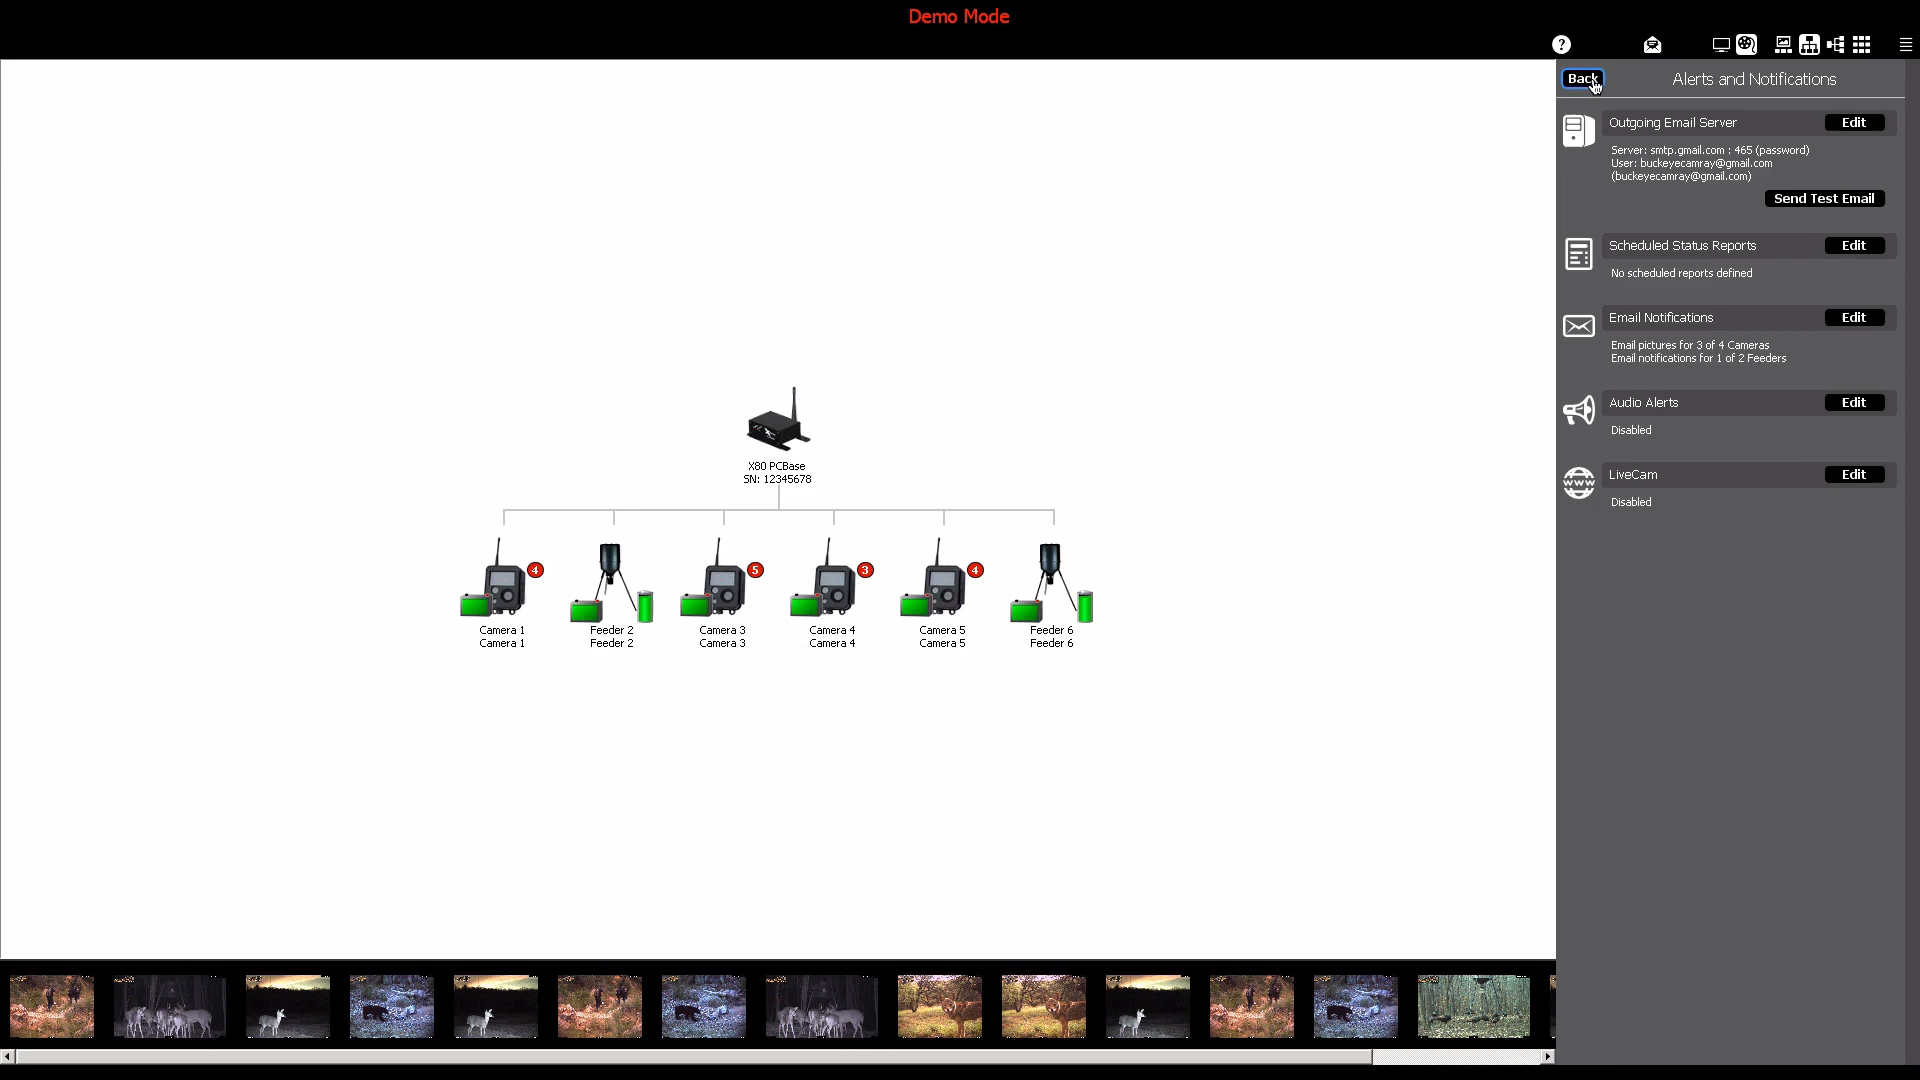 Demo Mode
?
Back
Alerts and Notifications
Outgoing Email Server
Edit
Server: smtp.gmail.com : 465 (password)
User: buckeyecamray@gmail.com
(buckeyecamray@gmail.com)
Send Test Email
Scheduled Status Reports
Edit
No scheduled reports defined
Email Notifications
Edit
Email pictures for 3 of 4 Cameras
Email notifications for 1 of 2 Feeders
Audio Alerts
Edit
Disabled
WWW
LiveCam
Edit
Disabled
X80 PCBase
SN: 12345678
4
5
3
4
Camera 1
Camera 1
Feeder 2
Feeder 2
Camera 3
Camera 3
Camera 4
Camera 4
Camera 5
Camera 5
Feeder 6
Feeder 6